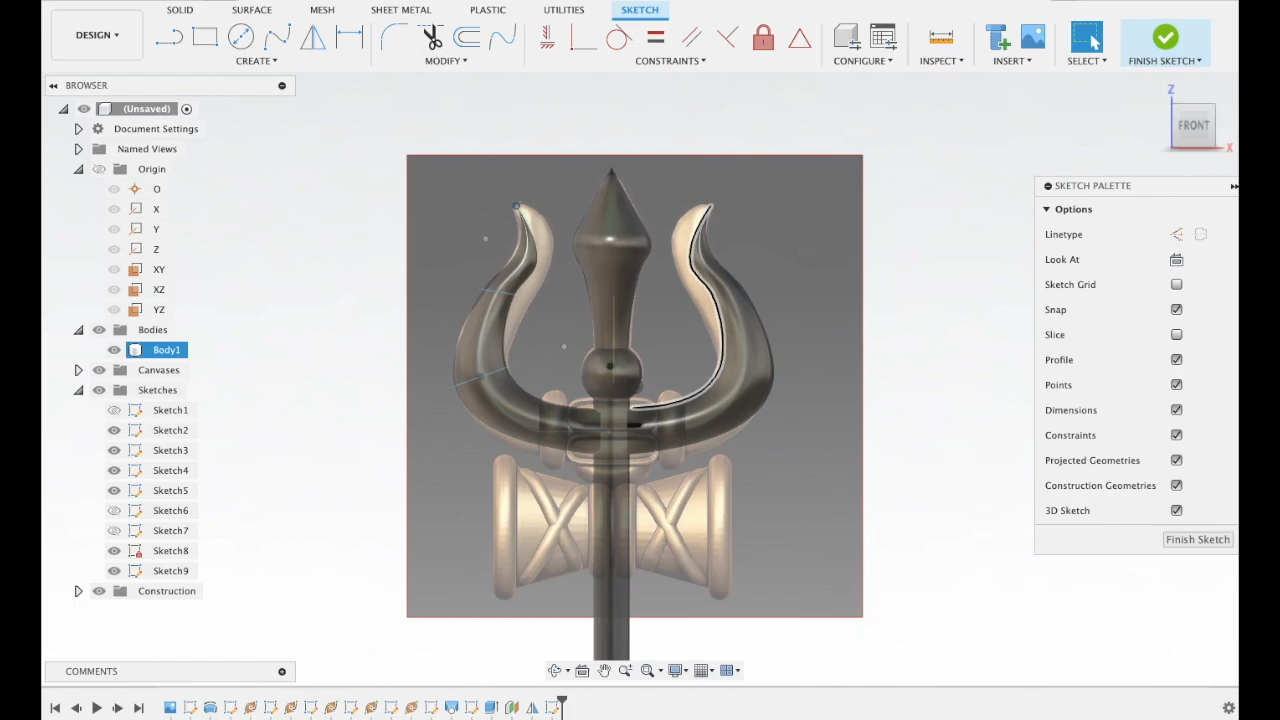 SOLID SURFACE MESH SHEET METAL PLASTIC UTILITIES SKETCH
DESIGN
CREATE MODIFY CONSTRAINTS CONFIGURE INSPECT INSERT SELECT FINISH SKETCH
BROWSER
(Unsaved)
Document Settings
Named Views
Origin
O
X
Y
Z
XY
XZ
YZ
Bodies
Body1
Canvases
Sketches
Sketch1
Sketch2
Sketch3
Sketch4
Sketch5
Sketch6
Sketch7
Sketch8
Sketch9
Construction
COMMENTS
Z
FRONT
X
SKETCH PALETTE
Options
Linetype
Look At
Sketch Grid
Snap
Slice
Profile
Points
Dimensions
Constraints
Projected Geometries
Construction Geometries
3D Sketch
Finish Sketch